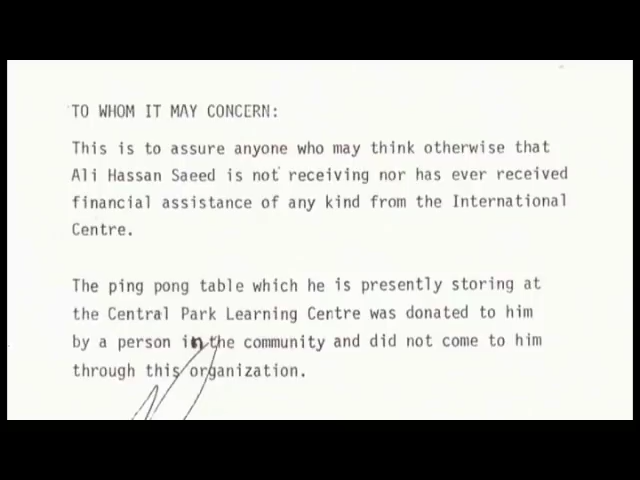 TO WHOM IT MAY CONCERN:
This is to assure anyone who may think otherwise that
Ali Hassan Saeed is not receiving nor has ever received
financial assistance of any kind from the International
Centre.
The ping pong table which he is presently storing at
the Central Park Learning Centre was donated to him
by a person in the community and did not come to him
through this organization.